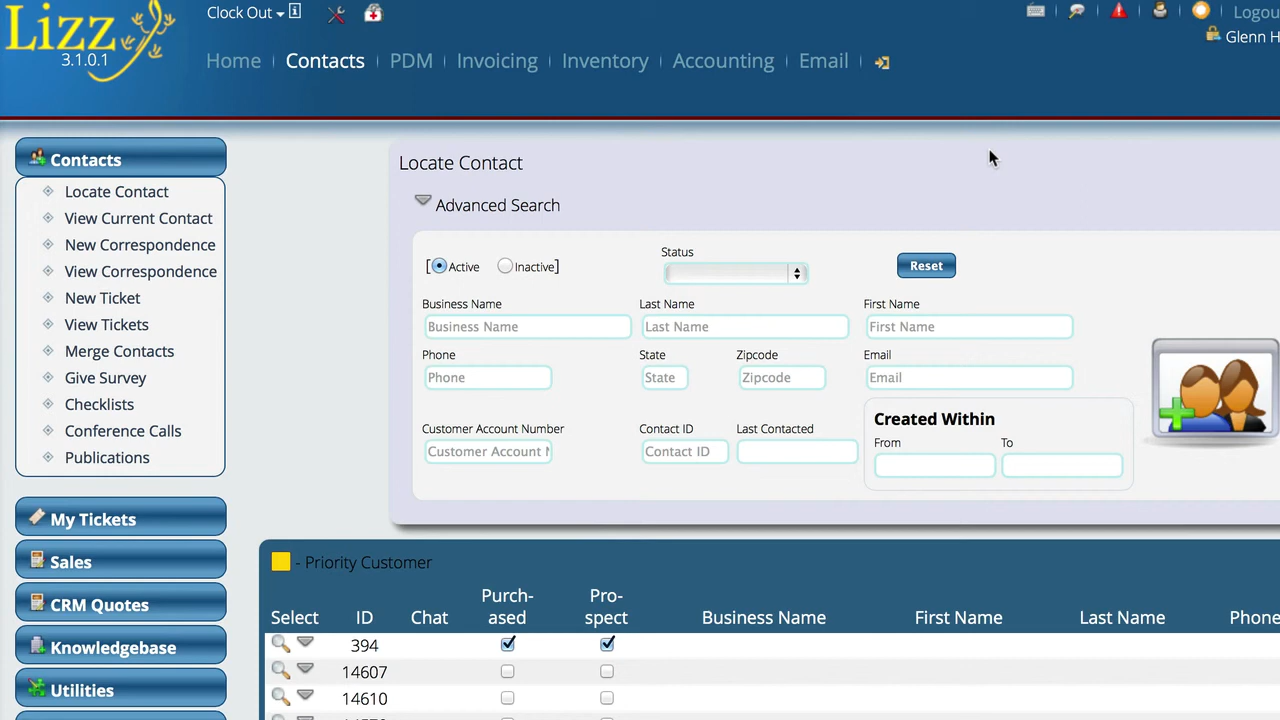 Lizz
3.1.0.1
Clock Out
Logou
Glenn H
Home Contacts PDM Invoicing Inventory Accounting Email
Contacts
Locate Contact
View Current Contact
New Correspondence
View Correspondence
New Ticket
View Tickets
Merge Contacts
Give Survey
Checklists
Conference Calls
Publications
My Tickets
Sales
CRM Quotes
Knowledgebase
Utilities
Locate Contact
Advanced Search
[ Active Inactive]
Status
Reset
Business Name Last Name First Name
Business Name Last Name First Name
Phone State Zipcode Email
Phone State Zipcode Email
Customer Account Number Contact ID Last Contacted
Customer Account N Contact ID
Created Within
From To
- Priority Customer
Select ID Chat Purch-ased Pro-spect Business Name First Name Last Name Phone
394
14607
14610